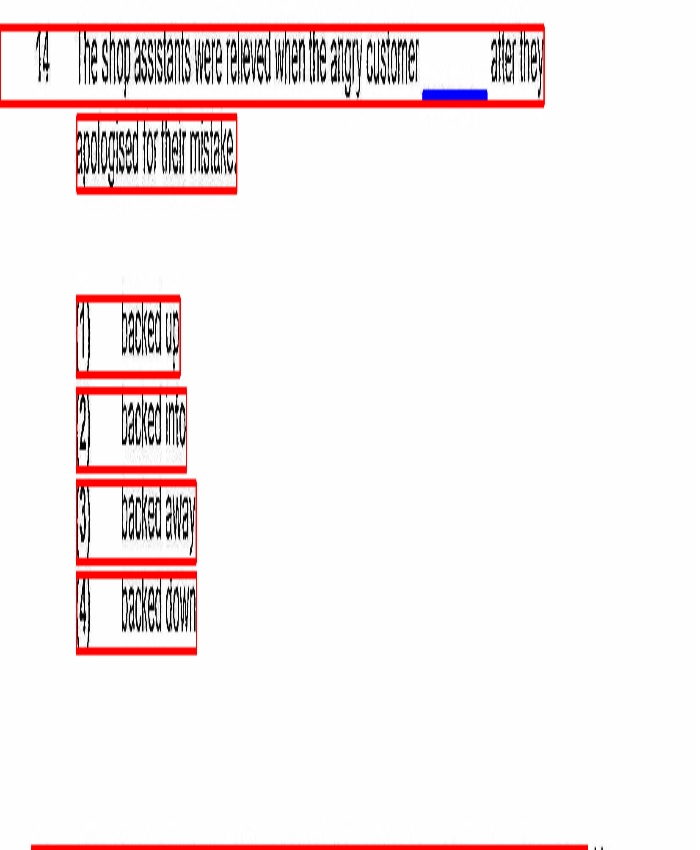 14 The shop assistants were relieved when the angry customer ______ after they
apologised for their mistake.
(1) backed up
(2) backed into
(3) backed away
(4) backed down